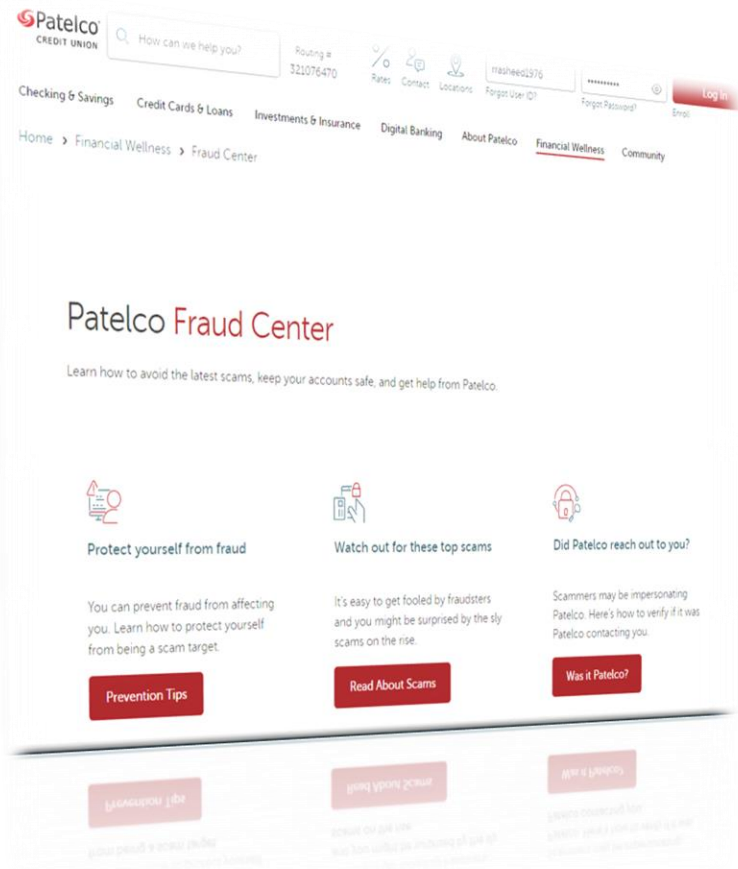 Patelco
CREDIT UNION
How can we help you?
Routing #
321076470
Rates
Contact
Locations
rrasheed1976
Forgot User ID?
••••••••••
Forgot Password?
Log In
Enroll
Checking & Savings
Credit Cards & Loans
Investments & Insurance
Digital Banking
About Patelco
Financial Wellness
Community
Home > Financial Wellness > Fraud Center
Patelco Fraud Center
Learn how to avoid the latest scams, keep your accounts safe, and get help from Patelco.
Protect yourself from fraud
You can prevent fraud from affecting
you. Learn how to protect yourself
from being a scam target.
Prevention Tips
Watch out for these top scams
It's easy to get fooled by fraudsters
and you might be surprised by the sly
scams on the rise.
Read About Scams
Did Patelco reach out to you?
Scammers may be impersonating
Patelco. Here's how to verify if it was
Patelco contacting you.
Was it Patelco?